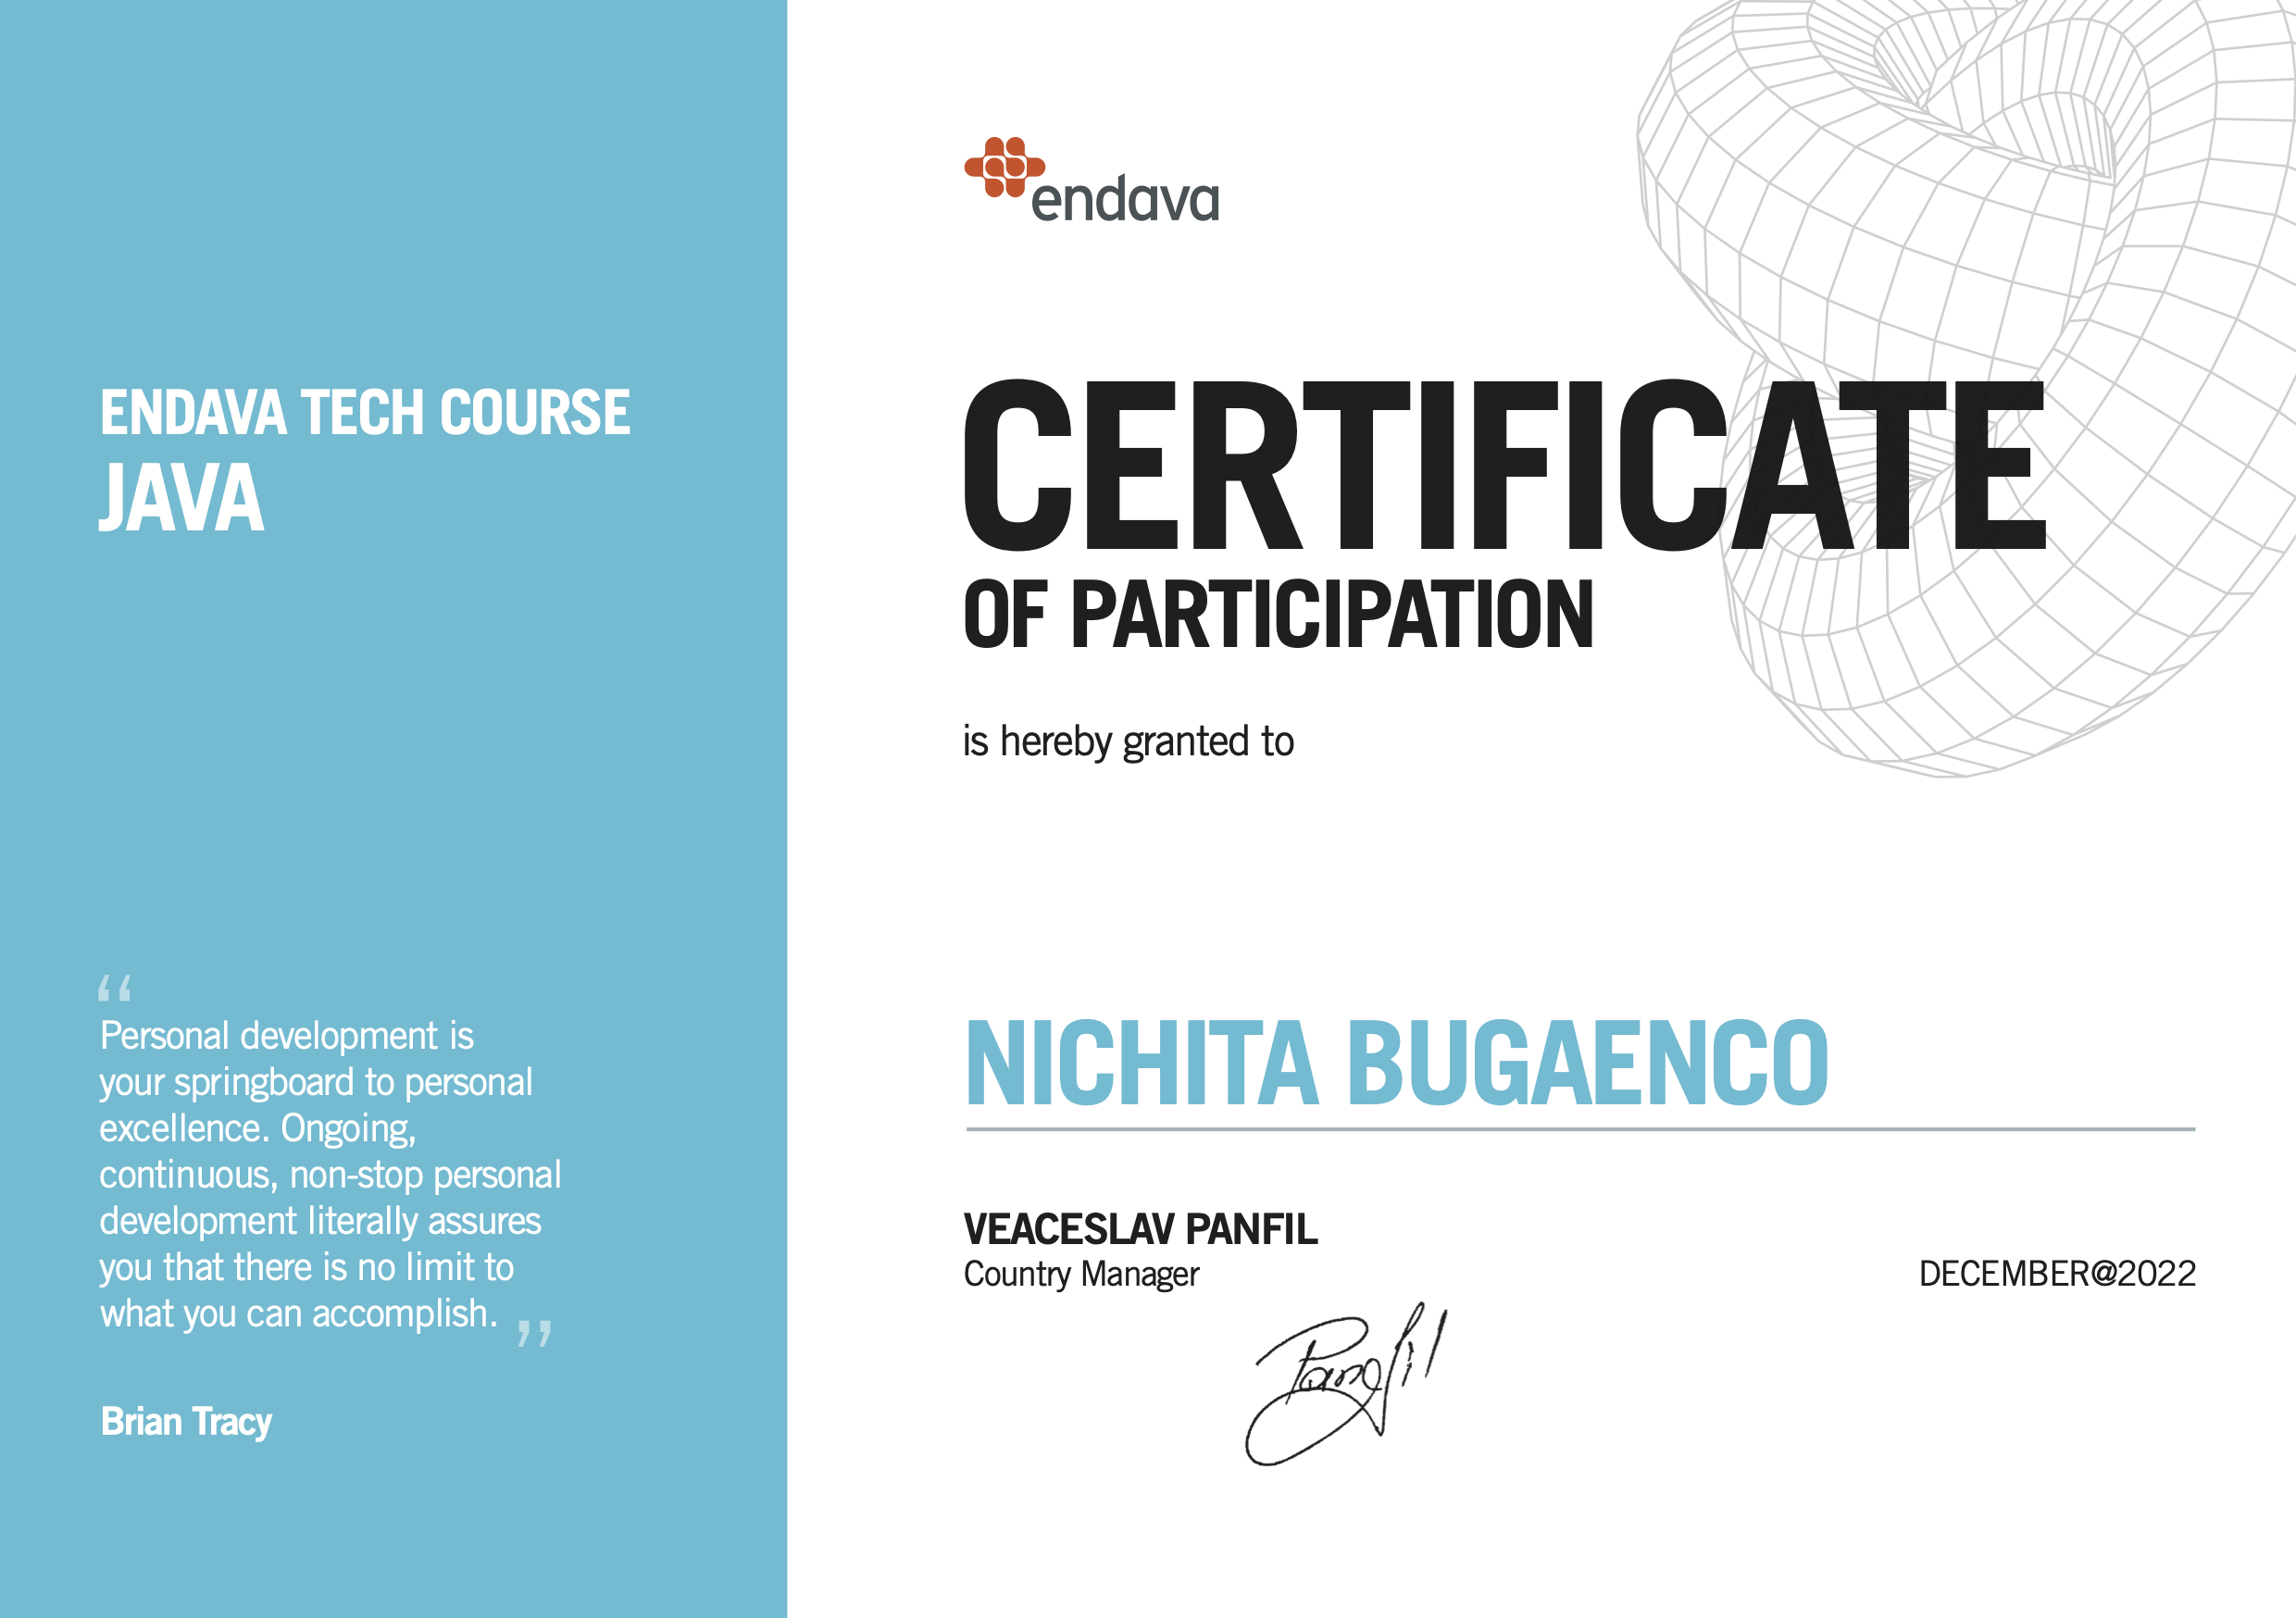 ENDAVA TECH COURSE
JAVA
“
Personal development is
your springboard to personal
excellence. Ongoing,
continuous, non-stop personal
development literally assures
you that there is no limit to
what you can accomplish. ”
Brian Tracy
endava
CERTIFICATE
OF PARTICIPATION
is hereby granted to
NICHITA BUGAENCO
VEACESLAV PANFIL
Country Manager
DECEMBER@2022
Panfil